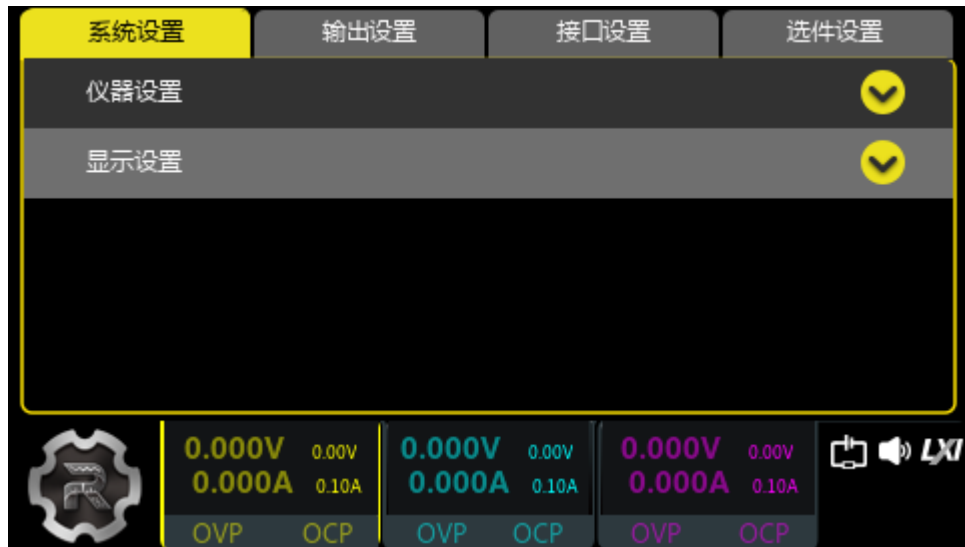 系统设置 输出设置 接口设置 选件设置
仪器设置
显示设置
0.000V 0.00V 0.000V 0.00V 0.000V 0.00V LXI
0.000A 0.10A 0.000A 0.10A 0.000A 0.10A
OVP OCP OVP OCP OVP OCP